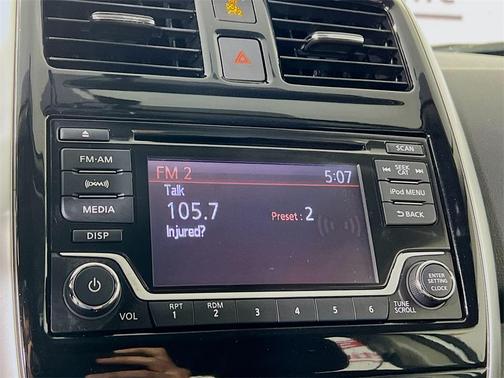 SCAN
FM·AM
((XM))
MEDIA
DISP
FM 2
5:07
Talk
105.7
Preset : 2
Injured?
SEEK
CAT
iPod MENU
BACK
VOL
RPT
1
RDM
2
3
4
5
6
TUNE
SCROLL
ENTER
SETTING
CLOCK